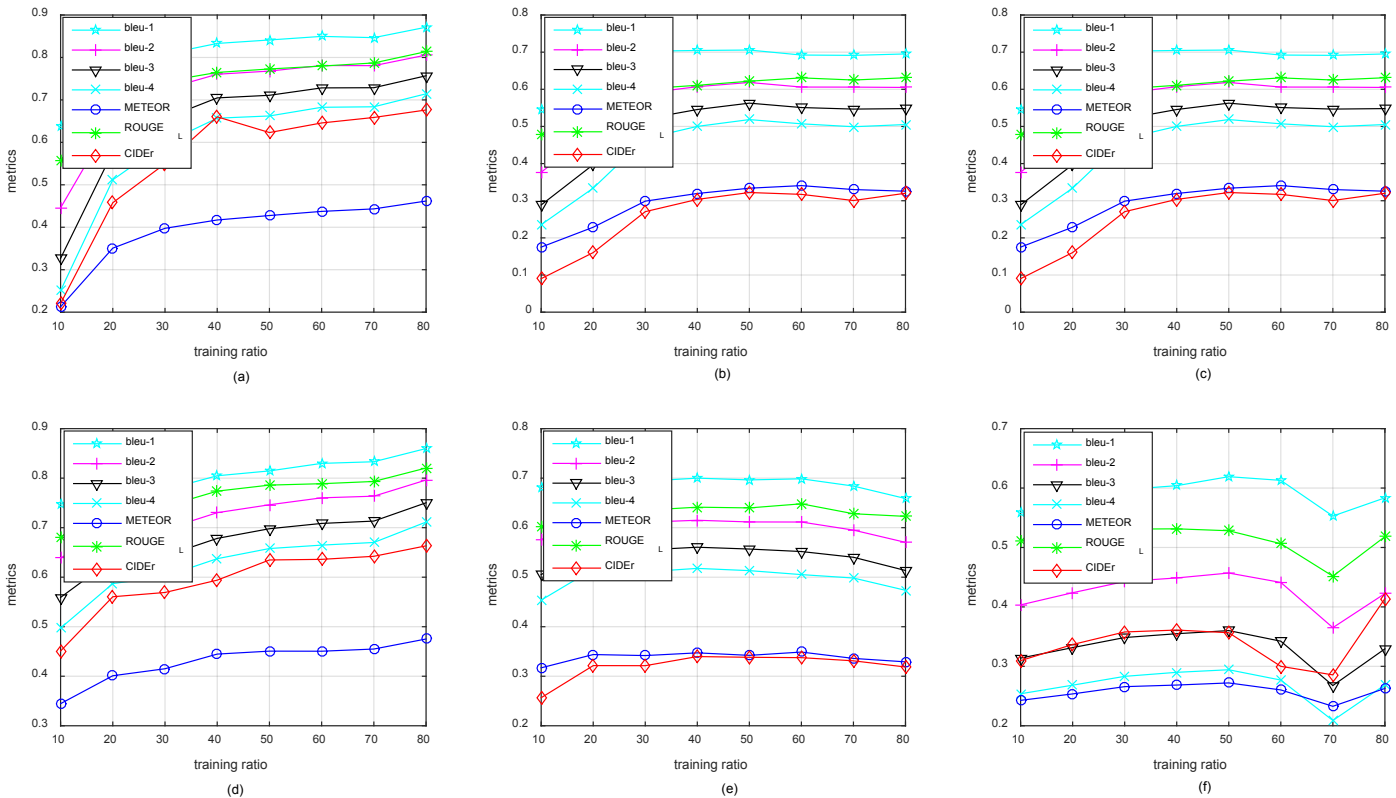 0.9
0.8
0.7
0.6
0.5
0.4
0.3
0.2
metrics
bleu-1
bleu-2
bleu-3
bleu-4
METEOR
ROUGE L
CIDEr
10 20 30 40 50 60 70 80
training ratio
(a)
0.8
0.7
0.6
0.5
0.4
0.3
0.2
0.1
0
metrics
bleu-1
bleu-2
bleu-3
bleu-4
METEOR
ROUGE L
CIDEr
10 20 30 40 50 60 70 80
training ratio
(b)
0.8
0.7
0.6
0.5
0.4
0.3
0.2
0.1
0
metrics
bleu-1
bleu-2
bleu-3
bleu-4
METEOR
ROUGE L
CIDEr
10 20 30 40 50 60 70 80
training ratio
(c)
0.9
0.8
0.7
0.6
0.5
0.4
0.3
metrics
bleu-1
bleu-2
bleu-3
bleu-4
METEOR
ROUGE L
CIDEr
10 20 30 40 50 60 70 80
training ratio
(d)
0.8
0.7
0.6
0.5
0.4
0.3
0.2
metrics
bleu-1
bleu-2
bleu-3
bleu-4
METEOR
ROUGE L
CIDEr
10 20 30 40 50 60 70 80
training ratio
(e)
0.7
0.6
0.5
0.4
0.3
0.2
metrics
bleu-1
bleu-2
bleu-3
bleu-4
METEOR
ROUGE L
CIDEr
10 20 30 40 50 60 70 80
training ratio
(f)